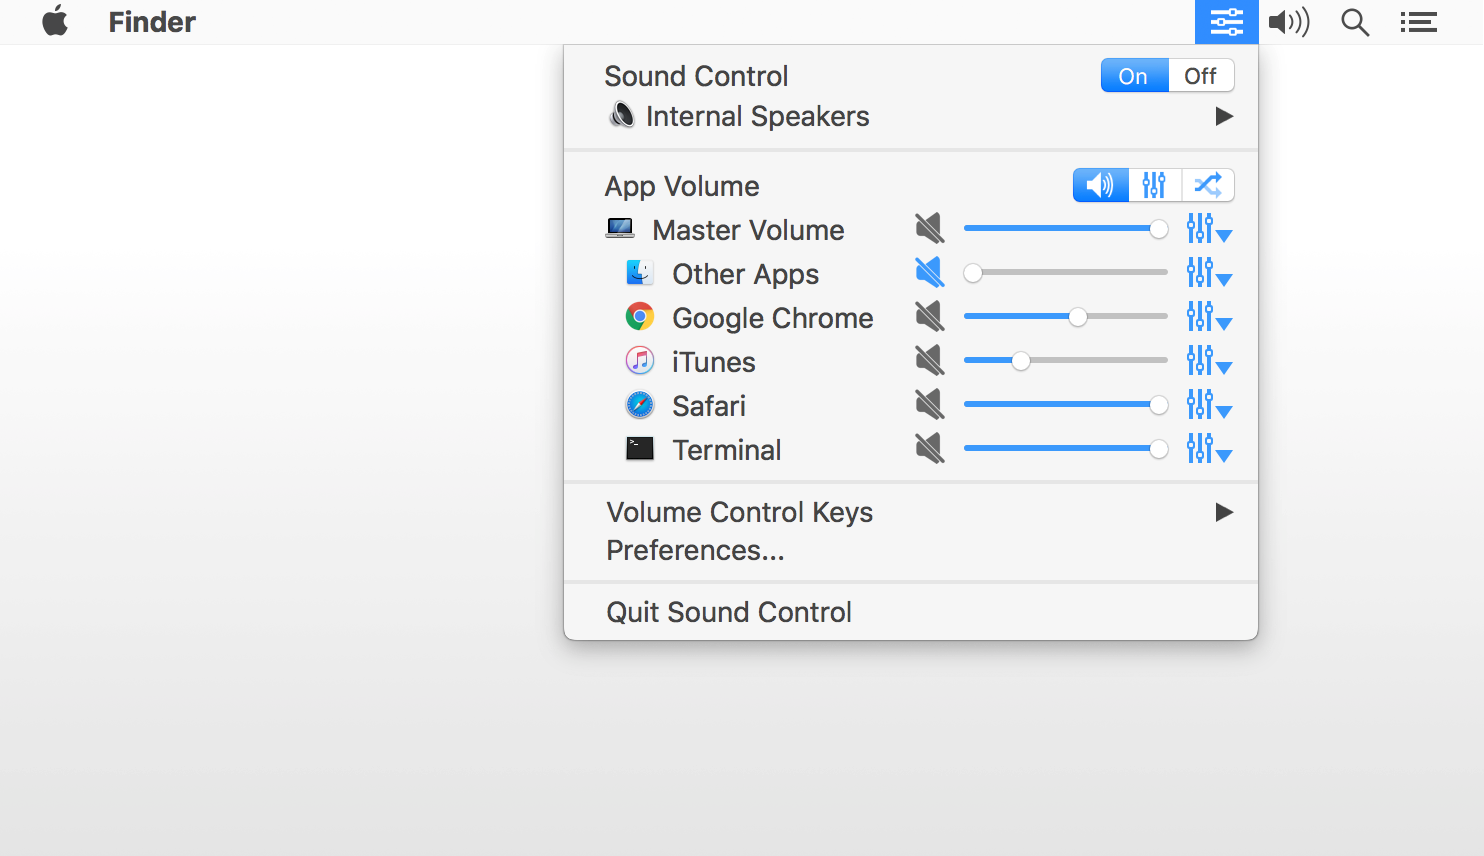 Finder
Sound Control On Off
Internal Speakers
App Volume
Master Volume
Other Apps
Google Chrome
iTunes
Safari
Terminal
Volume Control Keys
Preferences...
Quit Sound Control